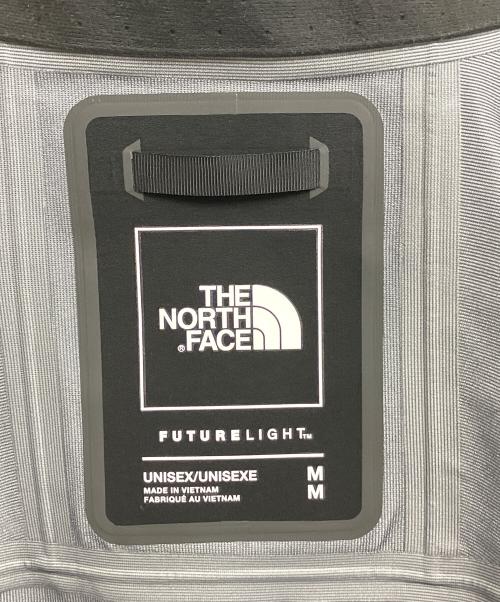 THE
NORTH
® FACE
FUTURELIGHT™
UNISEX/UNISEXE M
MADE IN VIETNAM
FABRIQUÉ AU VIETNAM M